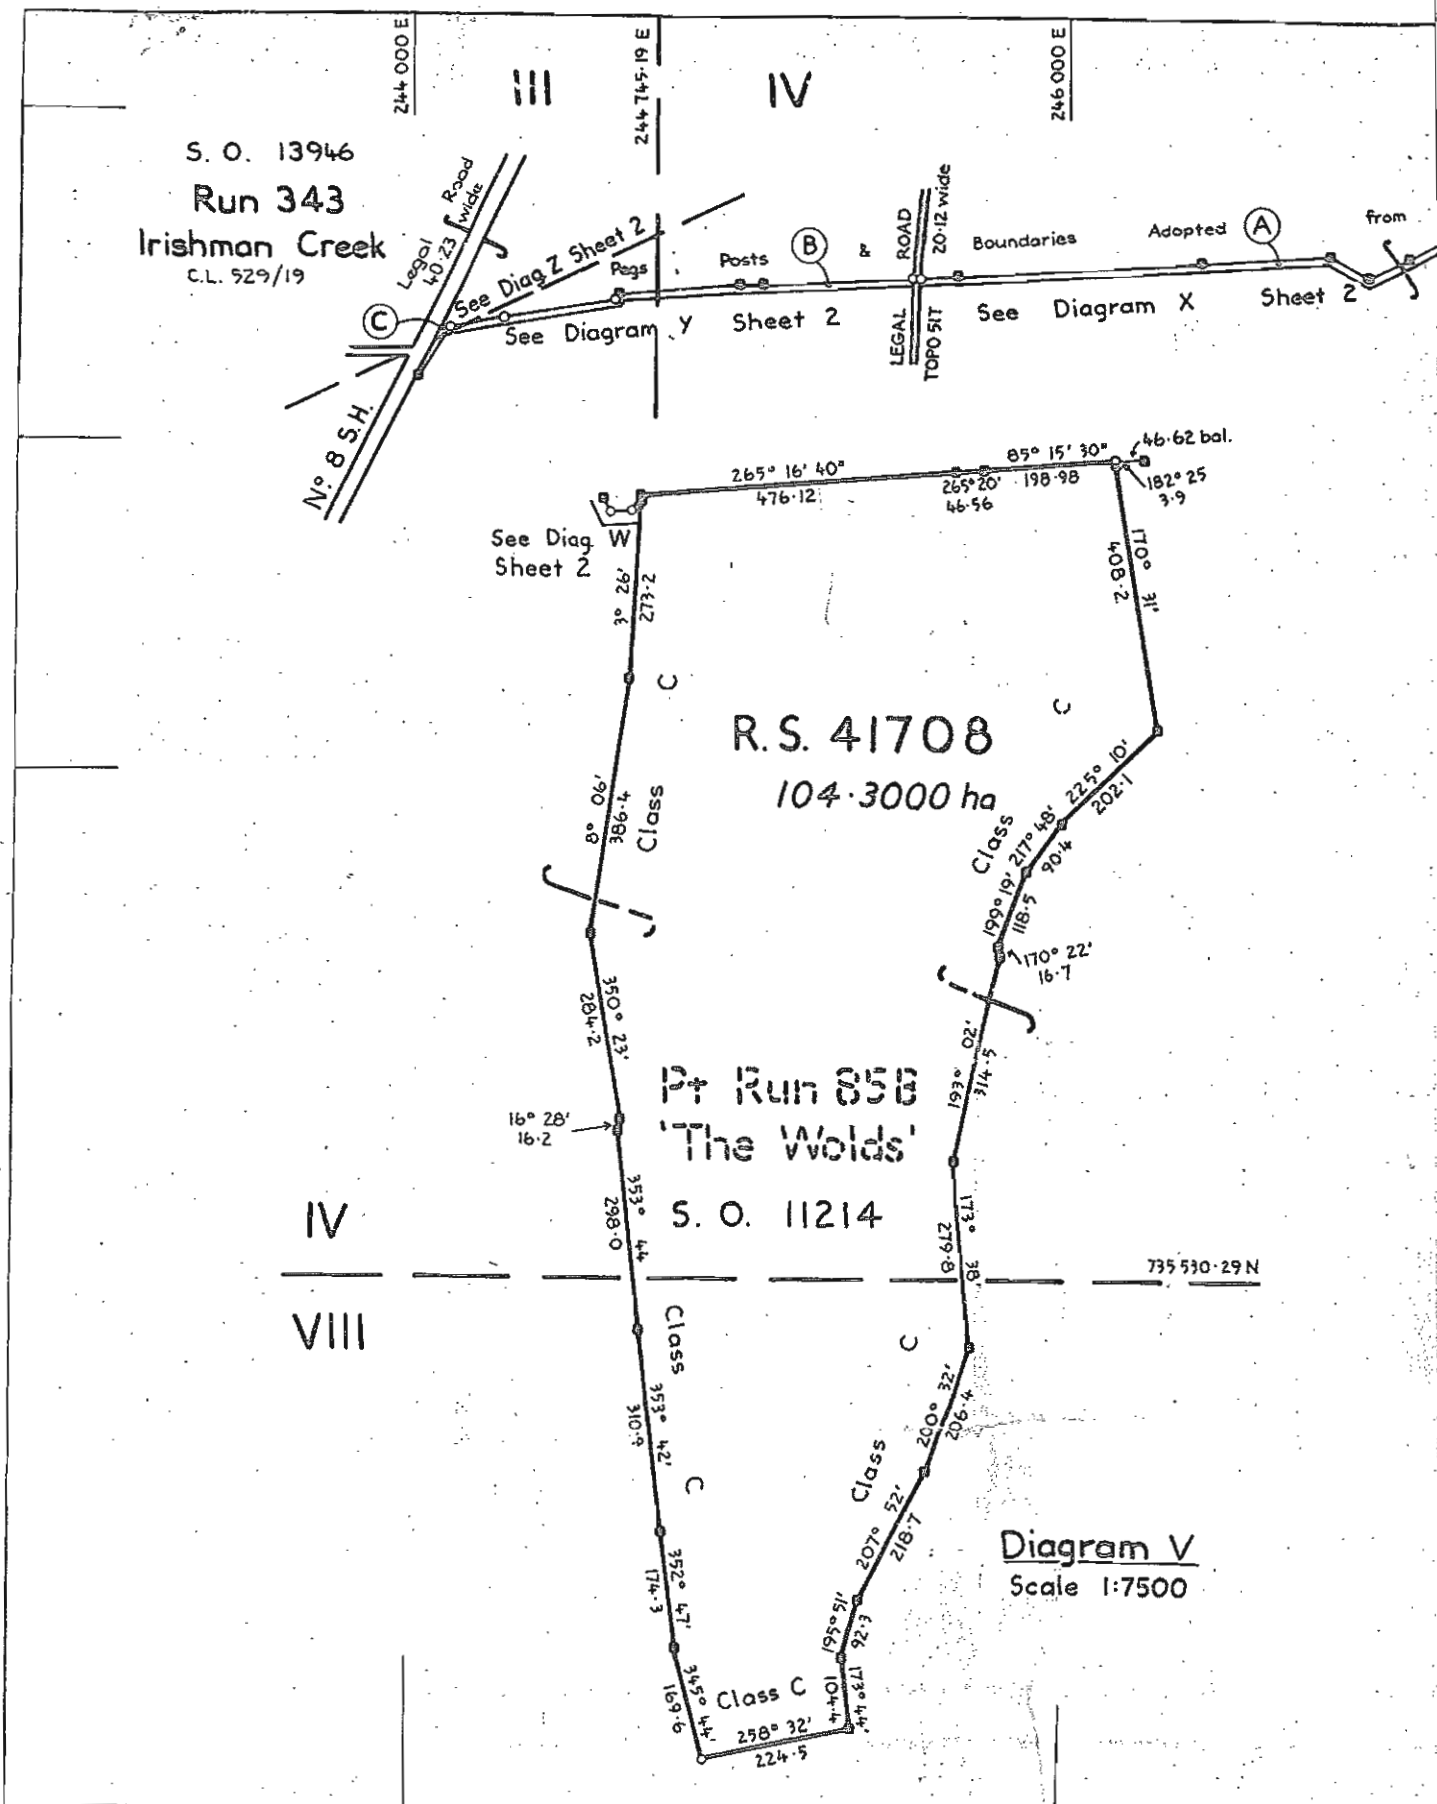 244 000 E
III
244 745·19 E
IV
246 000 E
S. O. 13946
Run 343
Irishman Creek
C.L. 529/19
Legal Road
40·23 wide
See Diag Z Sheet 2
Pegs
Posts
B
&
ROAD
20·12 wide
Boundaries
Adopted
A
from
C
See Diagram Y Sheet 2
LEGAL
TOPO 51T
See Diagram X Sheet 2
No. 8 S.H.
265° 16' 40"
476·12
265° 20'
46·56
85° 15' 30"
198·98
46·62 bal.
182° 25
3·9
See Diag W
Sheet 2
3° 26'
273·2
170° 31'
408·2
C
C
R.S. 41708
104·3000 ha
8° 06'
386·4
Class
225° 10'
202·1
Class
217° 48'
90·4
199° 19'
118·5
170° 22'
16·7
350° 23'
284·2
193° 02'
314·5
Pt Run 85B
'The Wolds'
S. O. 11214
16° 28'
16·2
353° 44
298·0
173° 38'
279·8
IV
735 530·29 N
VIII
Class
C
353° 42'
310·9
C
200° 32'
206·4
Class
207° 52'
218·7
352° 47'
174·3
195° 51'
92·3
Diagram V
Scale 1:7500
345° 44'
169·6
Class C
173° 44'
104·4
258° 32'
224·5